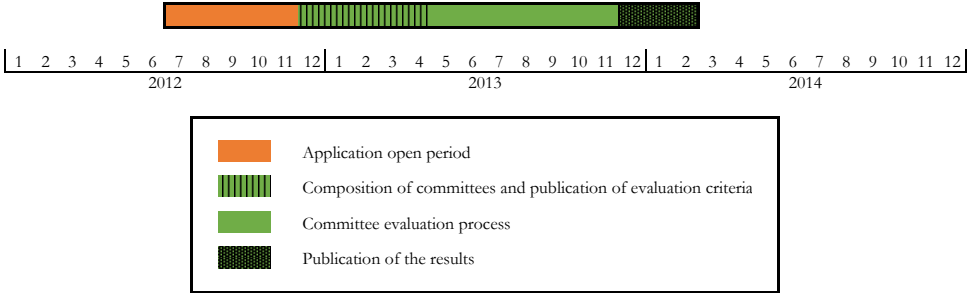 1 2 3 4 5 6 7 8 9 10 11 12 1 2 3 4 5 6 7 8 9 10 11 12 1 2 3 4 5 6 7 8 9 10 11 12
2012 2013 2014
Application open period
Composition of committees and publication of evaluation criteria
Committee evaluation process
Publication of the results